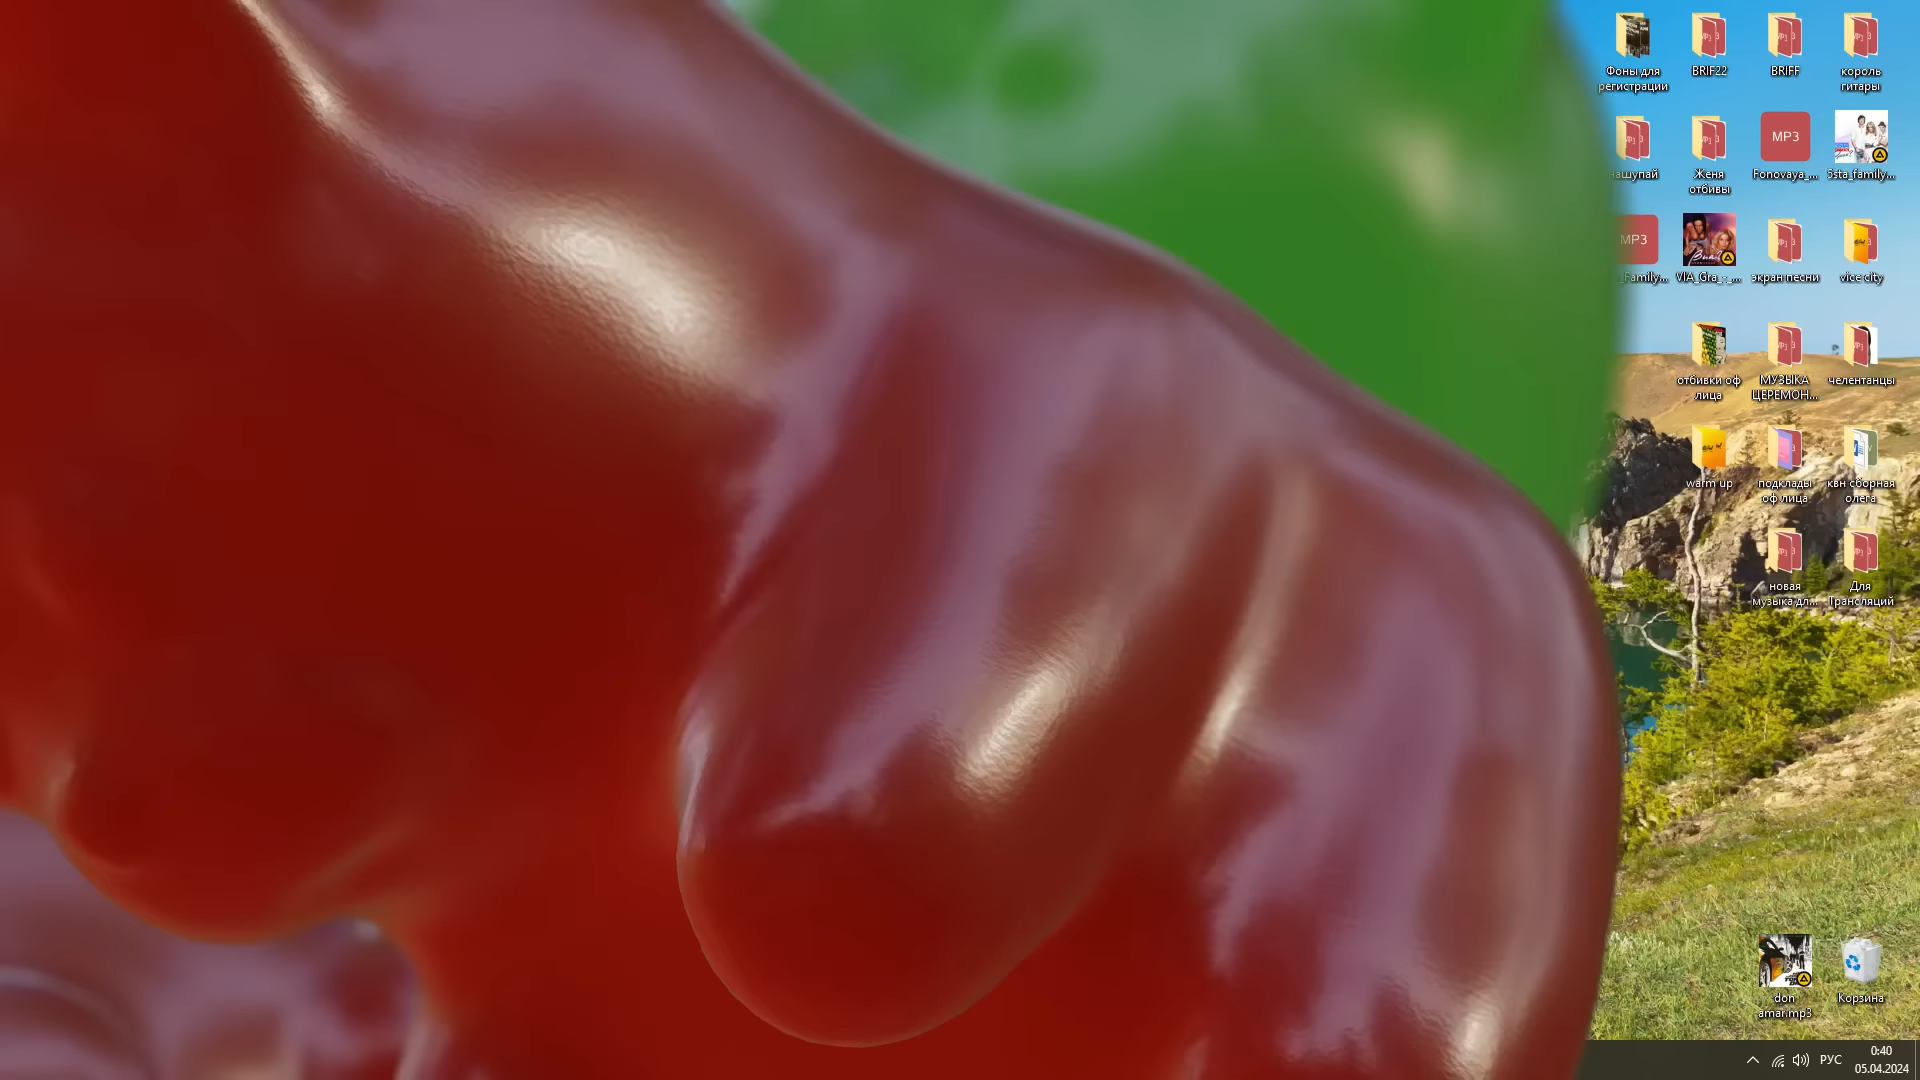 Фоны для
регистрации
BRIF22
BRIFF
король
гитары
нашупай
Женя
отбивы
MP3
Fonovaya_...
5sta_family...
MP3
_Family...
VIA_Gra_-_...
экран песни
vice city
отбивки оф
лица
МУЗЫКА
ЦЕРЕМОН...
челентанцы
warm up
подклады
оф лица
квн сборная
олега
новая
музыка дл...
Для
Трансляций
don
amar.mp3
Корзина
РУС
0:40
05.04.2024